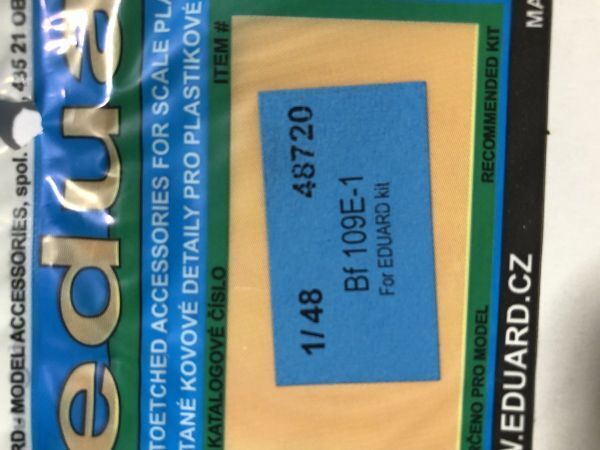 RD - MODEL ACCESSORIES, spol. 435 21 OB
edua
TOETCHED ACCESSORIES FOR SCALE PLA
TANÉ KOVOVÉ DETAILY PRO PLASTIKOVÉ
KATALOGOVÉ ČÍSLO ITEM #
1/48 48720
Bf 109E-1
For EDUARD kit
RČENO PRO MODEL RECOMMENDED KIT
.EDUARD.CZ MA